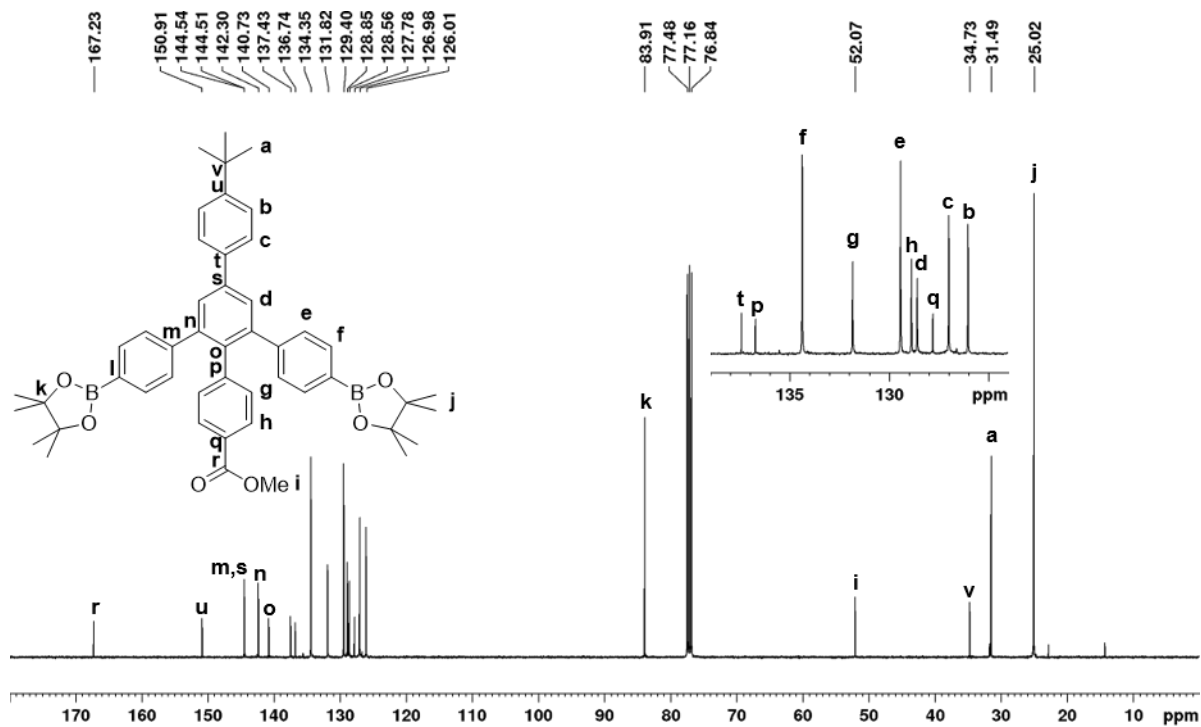 167.23
150.91
144.54
144.51
142.30
140.73
137.43
136.74
134.35
131.82
129.40
128.85
128.56
127.78
126.98
126.01
83.91
77.48
77.16
76.84
52.07
34.73
31.49
25.02
a
v
u
b
c
t
s
d
n
m
e
o
f
l
p
k
O
B
O
g
h
q
r
O
OMe
i
B
O
O
j
f
e
g
h
d
c
b
t
p
q
135 130 ppm
k
j
a
m,s
n
r
u
o
i
v
170 160 150 140 130 120 110 100 90 80 70 60 50 40 30 20 10 ppm